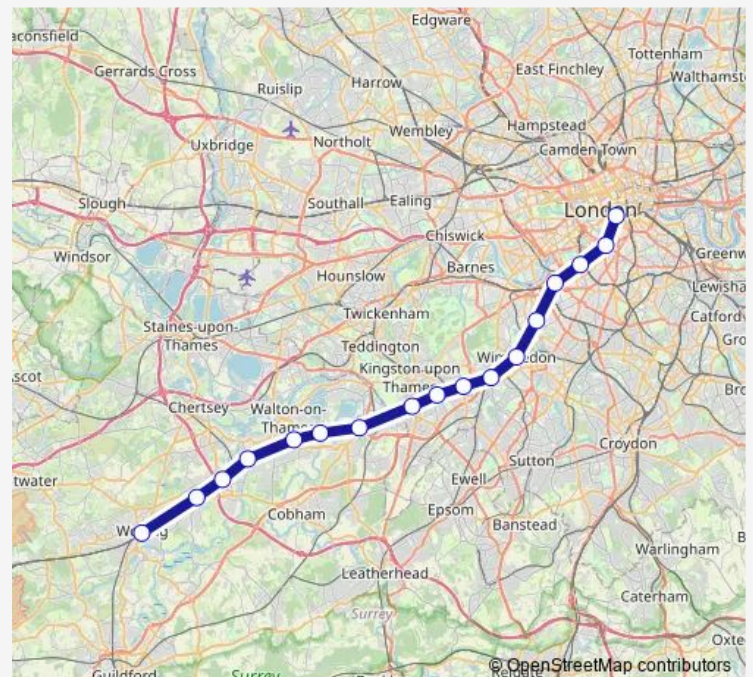 Edgware
aconsfield
Tottenham
Gerrards Cross
East Finchley
Walthamst
Ruislip
Harrow
Hampstead
Wembley
Uxbridge
Northolt
Camden Town
Slough
Southall
Ealing
London
Chiswick
Windsor
Barnes
Greenw
Hounslow
Lewisha
Staines-upon-
Thames
Twickenham
Catford
Teddington
Gro
Kingston upon
Thames
Wimbledon
scot
Chertsey
Walton-on-
Thames
Bro
Croydon
Sutton
twater
Ewell
Cobham
Epsom
Banstead
Woking
B
Warlingham
Leatherhead
Caterham
Surrey
Oxte
Guildford
Surrey
Reigate
© OpenStreetMap contributors